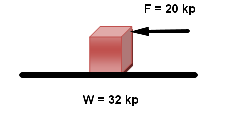 F = 20 kp
W = 32 kp